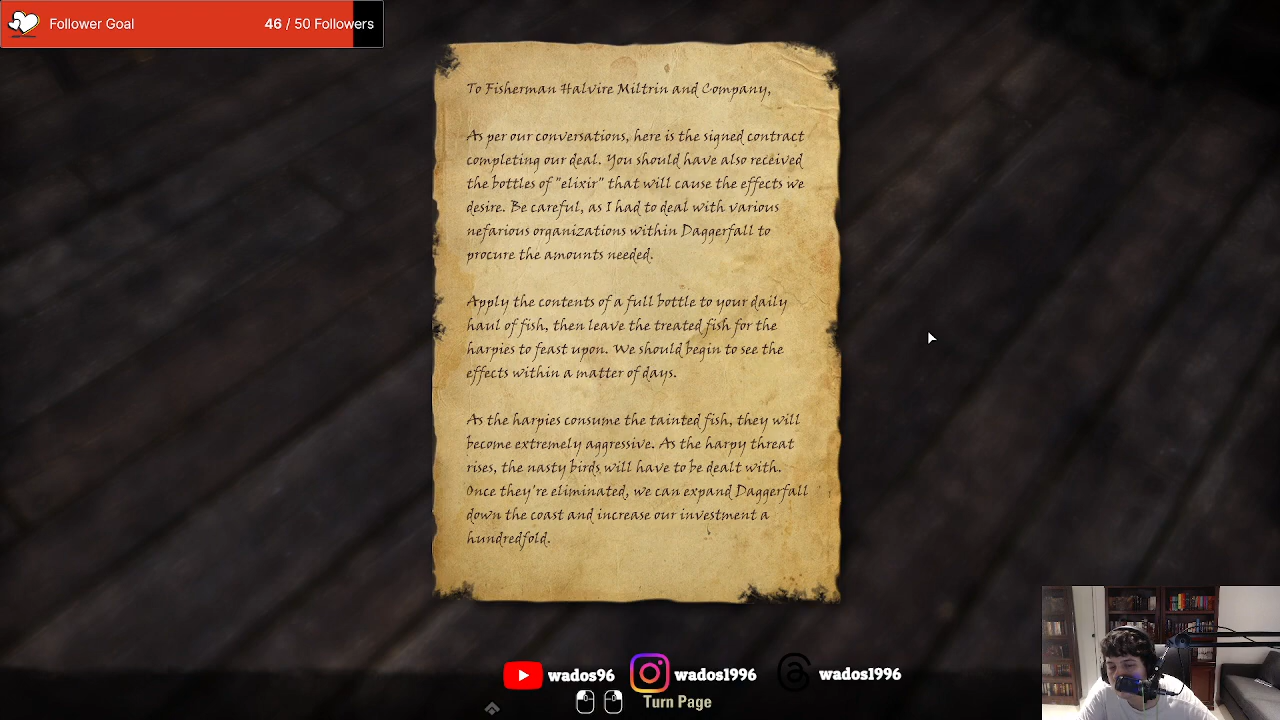 Follower Goal
46 / 50 Followers
To Fisherman Halvire Miltrin and Company,
As per our conversations, here is the signed contract
completing our deal. You should have also received
the bottles of "elixir" that will cause the effects we
desire. Be careful, as I had to deal with various
nefarious organizations within Daggerfall to
procure the amounts needed.
Apply the contents of a full bottle to your daily
haul of fish, then leave the treated fish for the
harpies to feast upon. We should begin to see the
effects within a matter of days.
As the harpies consume the tainted fish, they will
become extremely aggressive. As the harpy threat
rises, the nasty birds will have to be dealt with.
Once they're eliminated, we can expand Daggerfall
down the coast and increase our investment a
hundredfold.
wados96
wados1996
wados1996
Turn Page